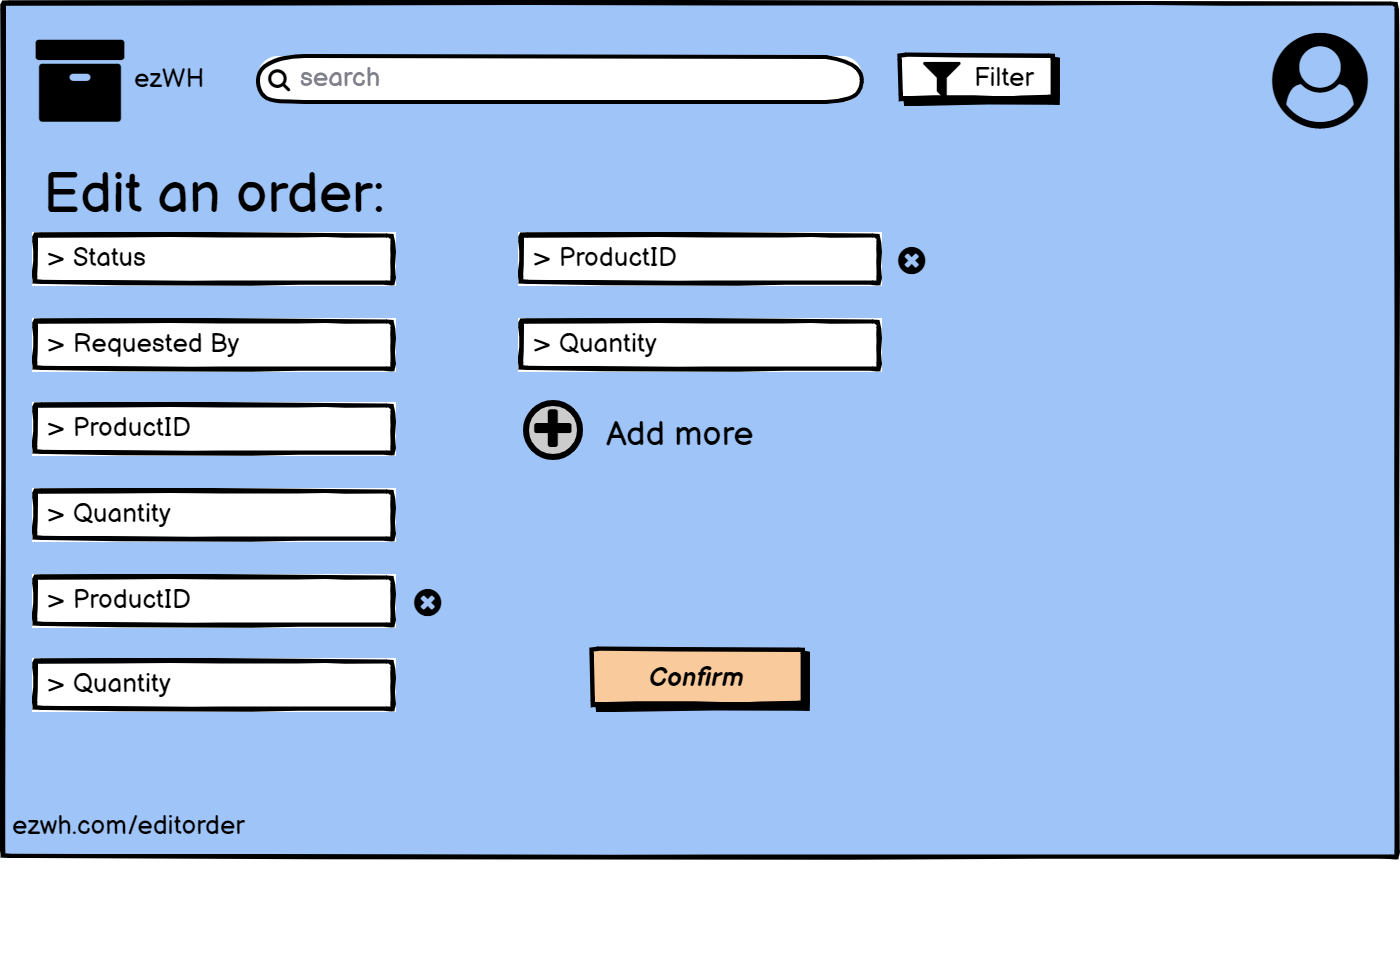 ezWH
search
Filter
Edit an order:
> Status
> Requested By
> ProductID
> Quantity
> ProductID
> Quantity
> ProductID
> Quantity
Add more
Confirm
ezwh.com/editorder